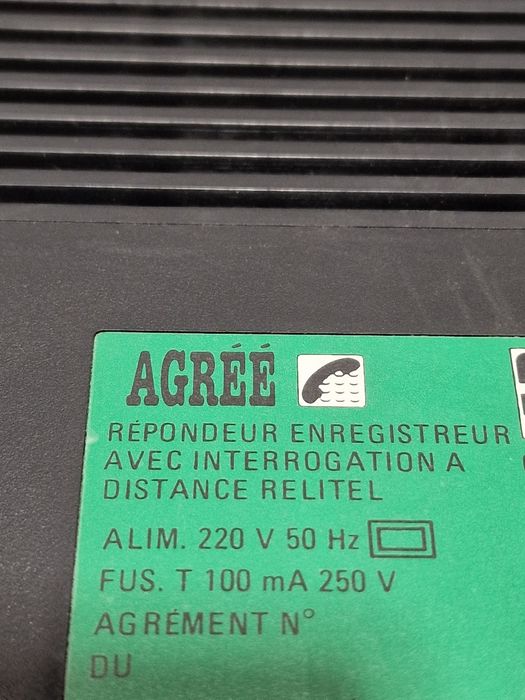 AGRÉÉ
RÉPONDEUR ENREGISTREUR
AVEC INTERROGATION A
DISTANCE RELITEL
ALIM. 220 V 50 Hz
FUS. T 100 mA 250 V
AGRÉMENT N°
DU